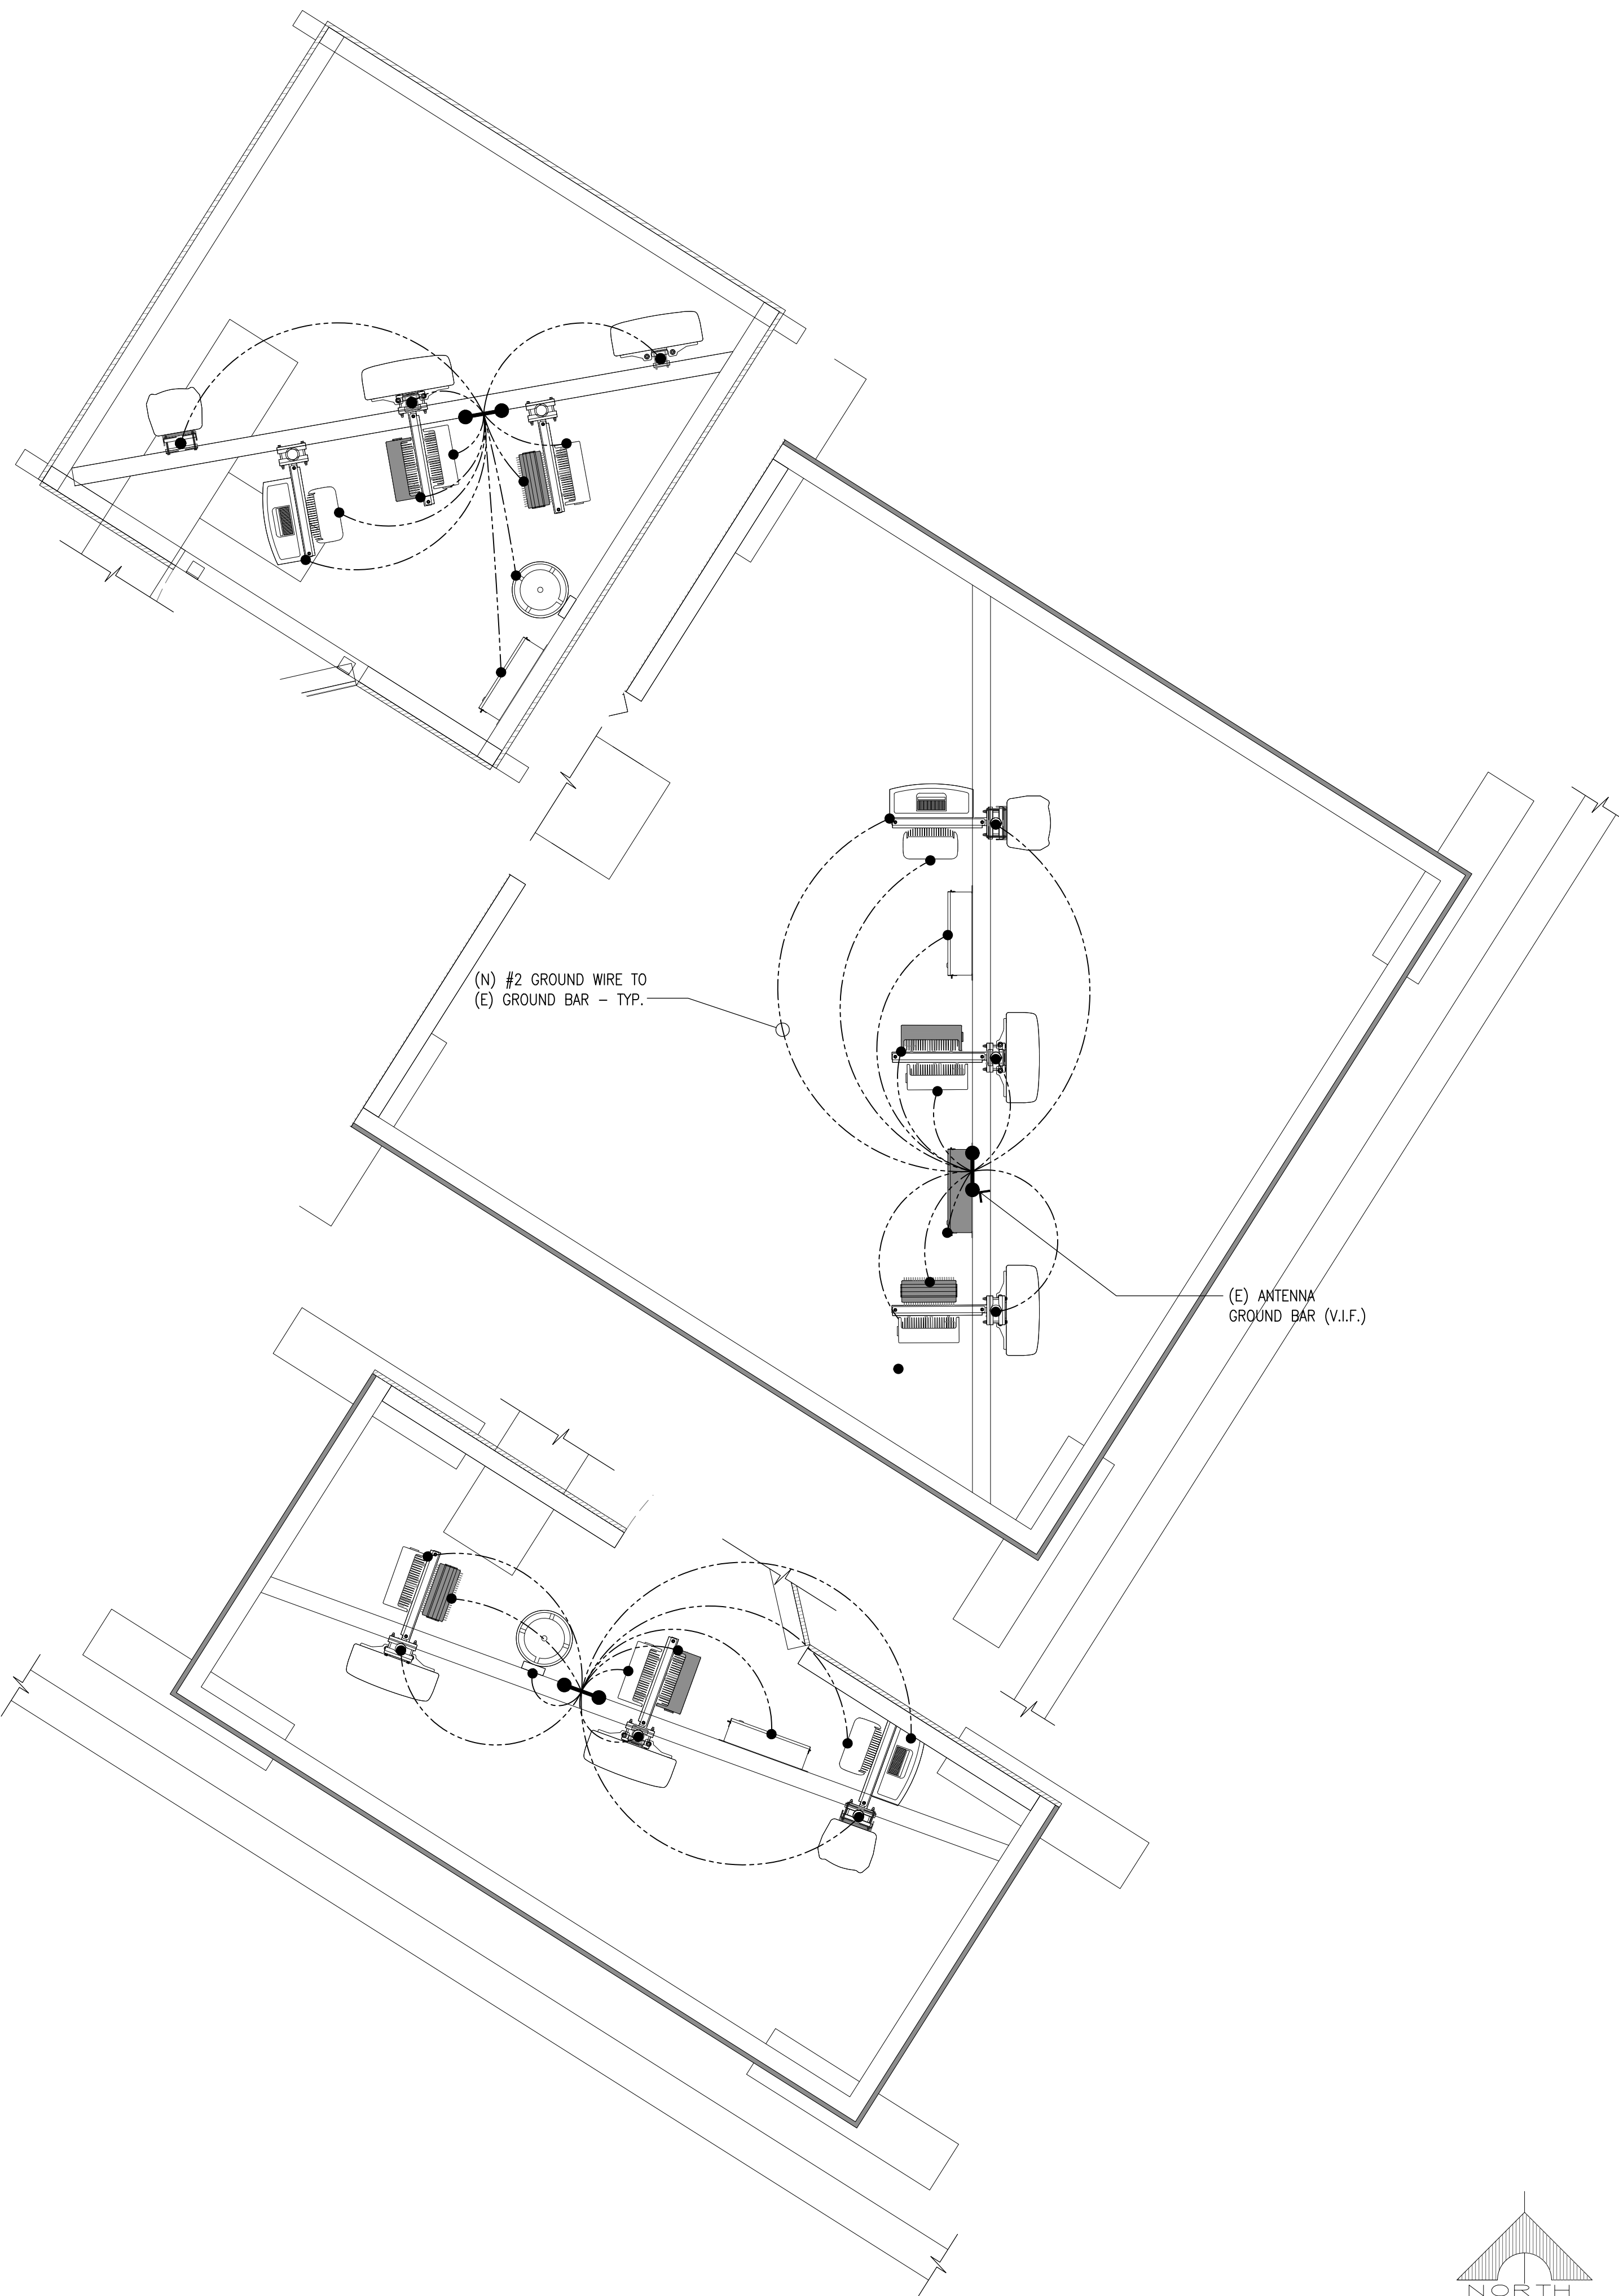 (N) #2 GROUND WIRE TO
(E) GROUND BAR – TYP.
(E) ANTENNA
GROUND BAR (V.I.F.)
NORTH